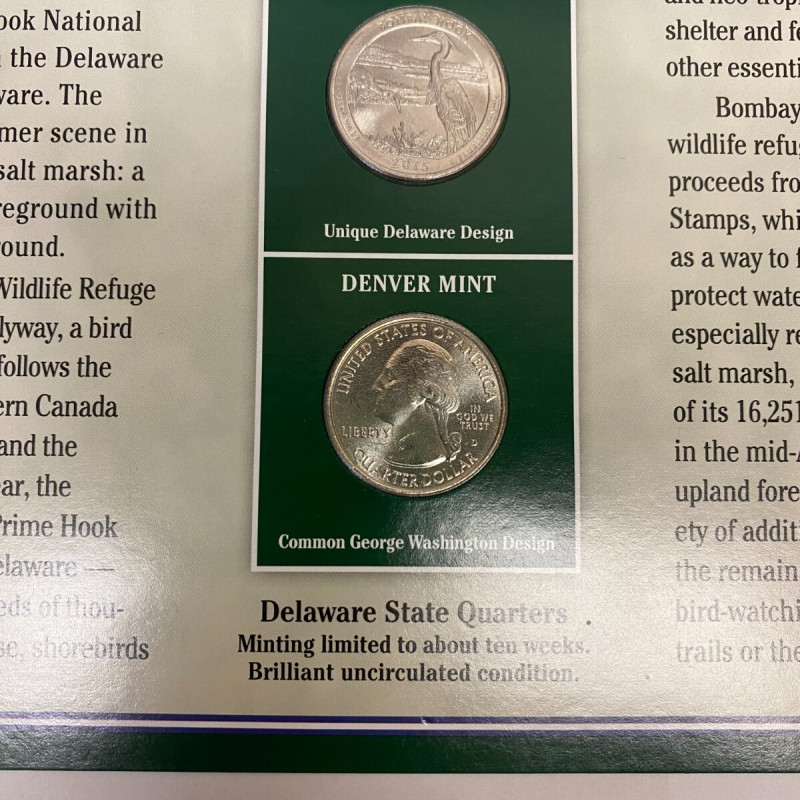 ook National
the Delaware
ware. The
mer scene in
salt marsh: a
reground with
round.
Wildlife Refuge
lyway, a bird
follows the
ern Canada
and the
ear, the
Prime Hook
elaware —
eds of thou-
se, shorebirds
BOMBAY HOOK
2015
Unique Delaware Design
DENVER MINT
UNITED STATES OF AMERICA
IN
GOD WE
TRUST
LIBERTY
D
QUARTER DOLLAR
Common George Washington Design
Delaware State Quarters
Minting limited to about ten weeks.
Brilliant uncirculated condition.
and neo-trop
shelter and fe
other essenti
Bombay
wildlife refug
proceeds fro
Stamps, whi
as a way to f
protect wate
especially re
salt marsh,
of its 16,251
in the mid-A
upland fore
ety of additi
the remain
bird-watchi
trails or the